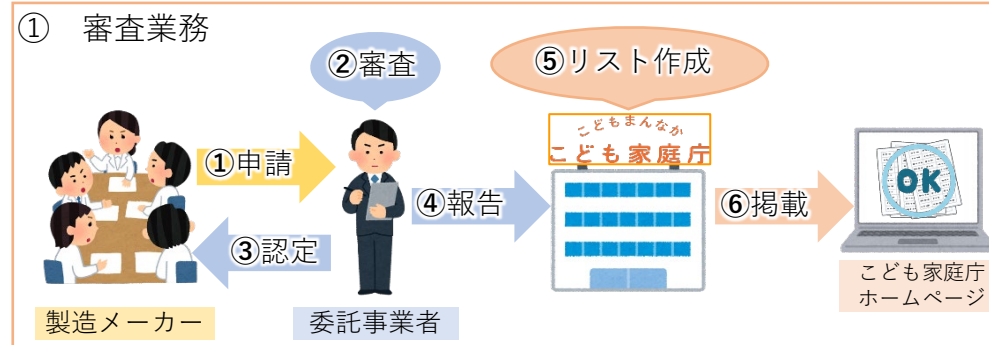 ① 審査業務
②審査
⑤リスト作成
こどもまんなか
こども家庭庁
①申請
④報告
⑥掲載
③認定
OK
製造メーカー
委託事業者
こども家庭庁
ホームページ